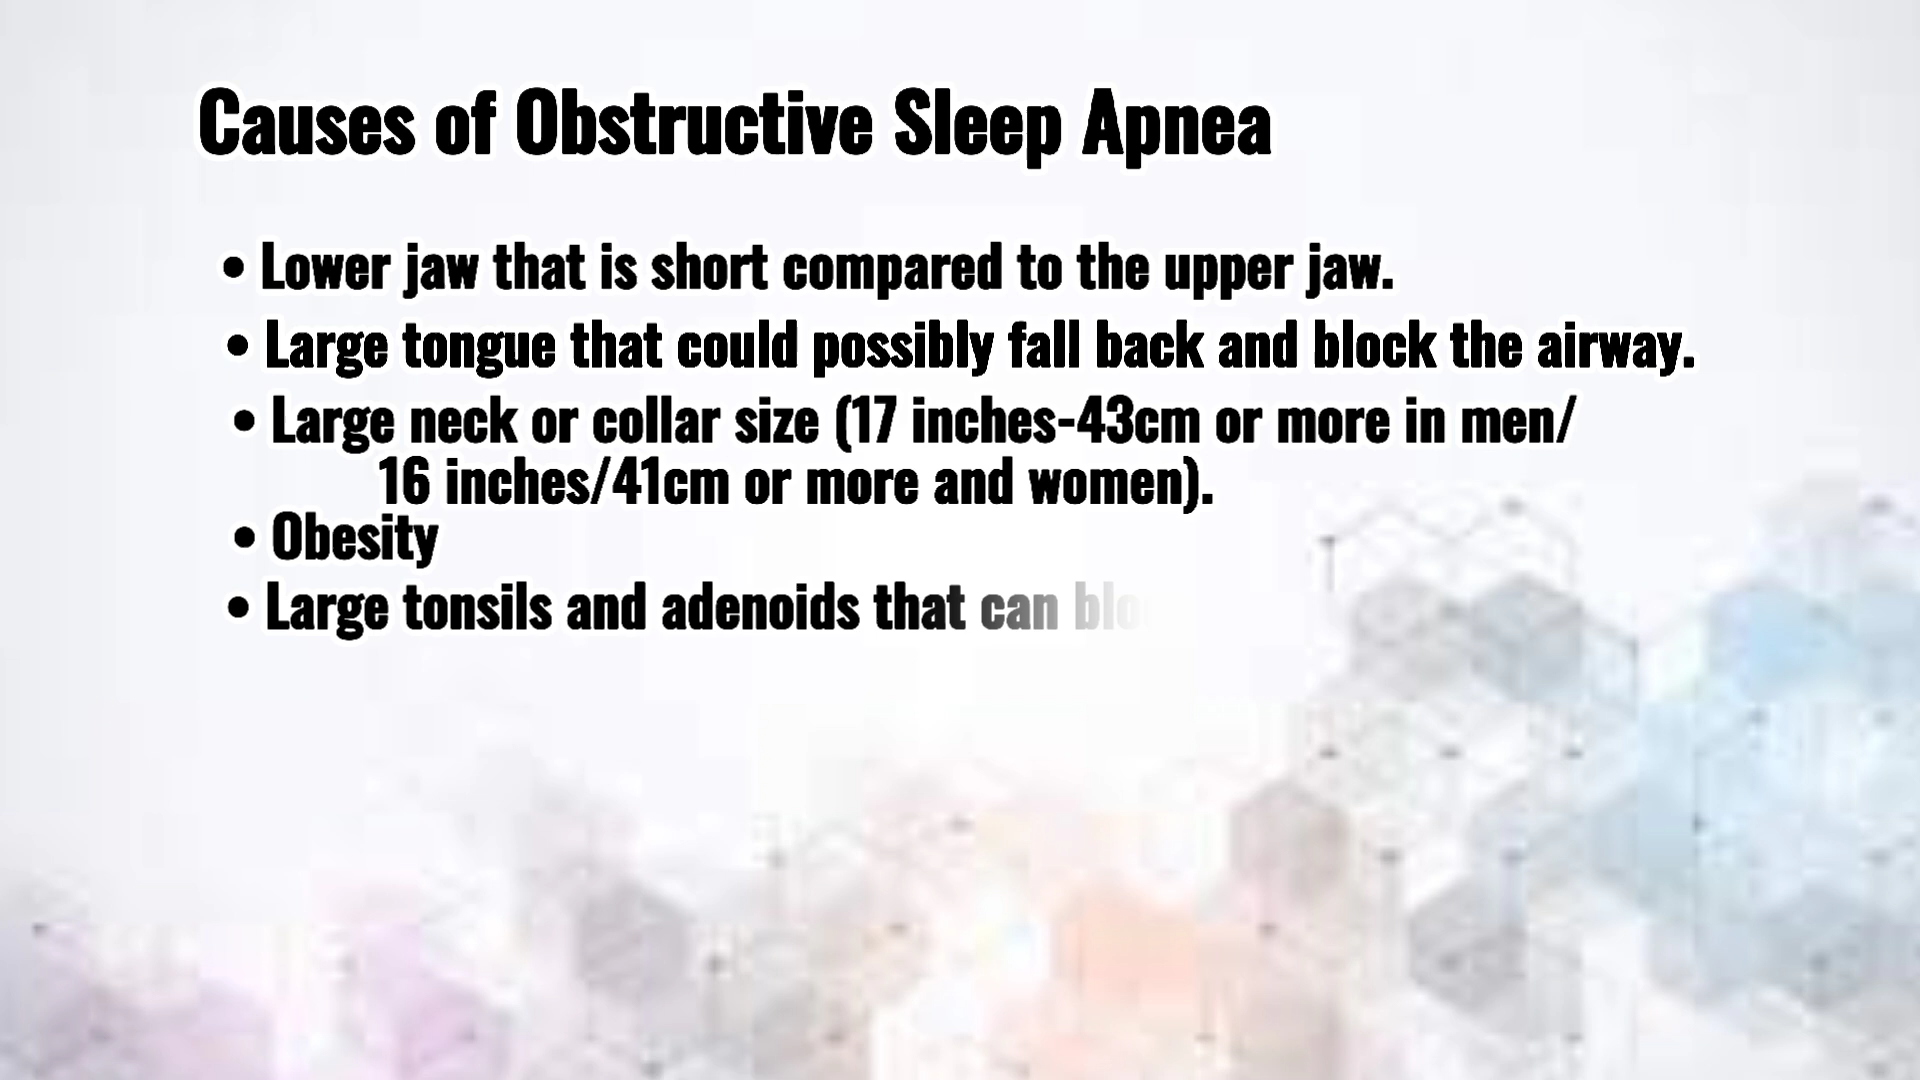 Causes of Obstructive Sleep Apnea
• Lower jaw that is short compared to the upper jaw.
• Large tongue that could possibly fall back and block the airway.
• Large neck or collar size (17 inches-43cm or more in men/
16 inches/41cm or more and women).
• Obesity
• Large tonsils and adenoids that can